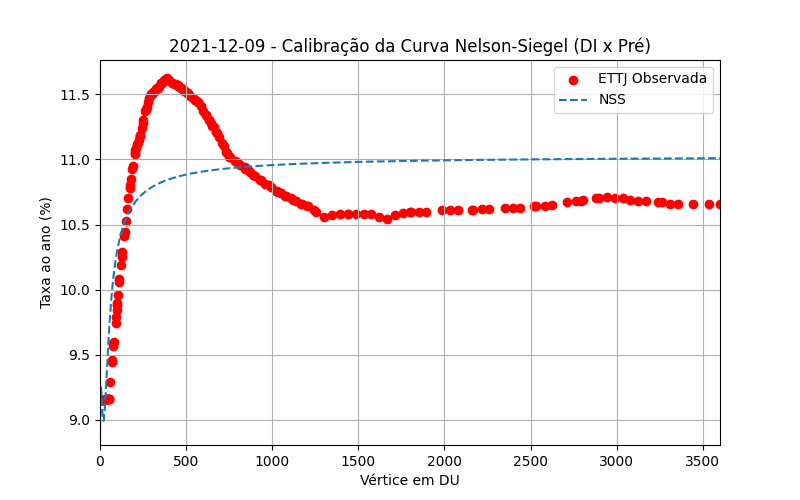 2021-12-09 - Calibração da Curva Nelson-Siegel (DI x Pré)
ETTJ Observada
NSS
Taxa ao ano (%)
11.5
11.0
10.5
10.0
9.5
9.0
0 500 1000 1500 2000 2500 3000 3500
Vértice em DU